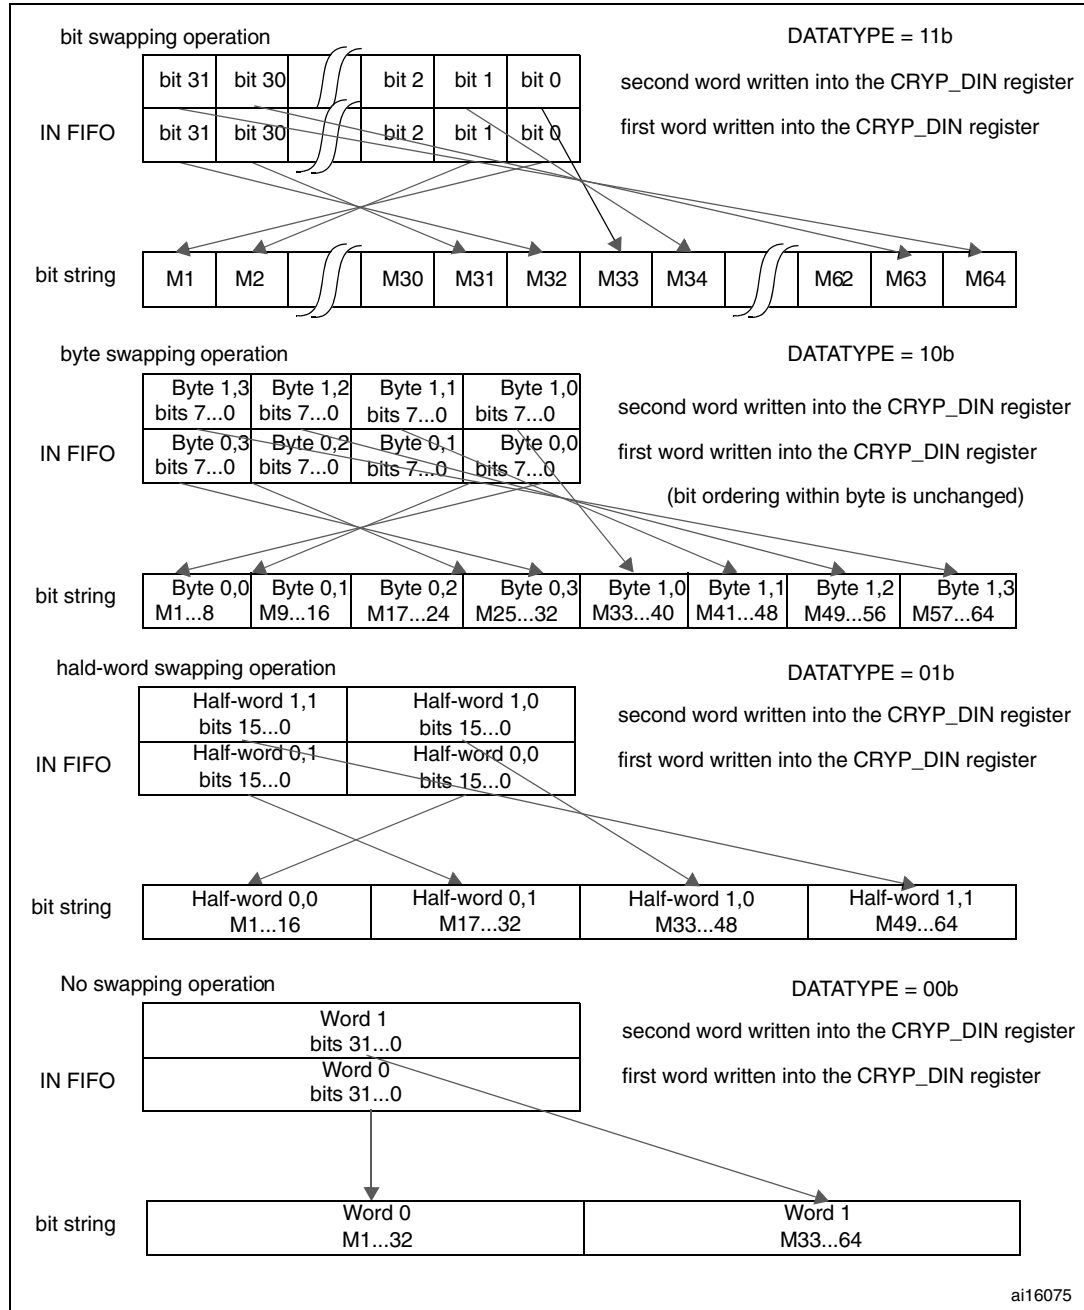 bit swapping operation
DATATYPE = 11b
bit 31 bit 30 bit 2 bit 1 bit 0
second word written into the CRYP_DIN register
IN FIFO
bit 31 bit 30 bit 2 bit 1 bit 0
first word written into the CRYP_DIN register
bit string
M1 M2 M30 M31 M32 M33 M34 M62 M63 M64
byte swapping operation
DATATYPE = 10b
Byte 1,3 Byte 1,2 Byte 1,1 Byte 1,0
bits 7...0 bits 7...0 bits 7...0 bits 7...0
second word written into the CRYP_DIN register
IN FIFO
Byte 0,3 Byte 0,2 Byte 0,1 Byte 0,0
bits 7...0 bits 7...0 bits 7...0 bits 7...0
first word written into the CRYP_DIN register
(bit ordering within byte is unchanged)
bit string
Byte 0,0 Byte 0,1 Byte 0,2 Byte 0,3 Byte 1,0 Byte 1,1 Byte 1,2 Byte 1,3
M1...8 M9...16 M17...24 M25...32 M33...40 M41...48 M49...56 M57...64
hald-word swapping operation
DATATYPE = 01b
Half-word 1,1 Half-word 1,0
bits 15...0 bits 15...0
second word written into the CRYP_DIN register
IN FIFO
Half-word 0,1 Half-word 0,0
bits 15...0 bits 15...0
first word written into the CRYP_DIN register
bit string
Half-word 0,0 Half-word 0,1 Half-word 1,0 Half-word 1,1
M1...16 M17...32 M33...48 M49...64
No swapping operation
DATATYPE = 00b
Word 1
bits 31...0
second word written into the CRYP_DIN register
IN FIFO
Word 0
bits 31...0
first word written into the CRYP_DIN register
bit string
Word 0 Word 1
M1...32 M33...64
ai16075